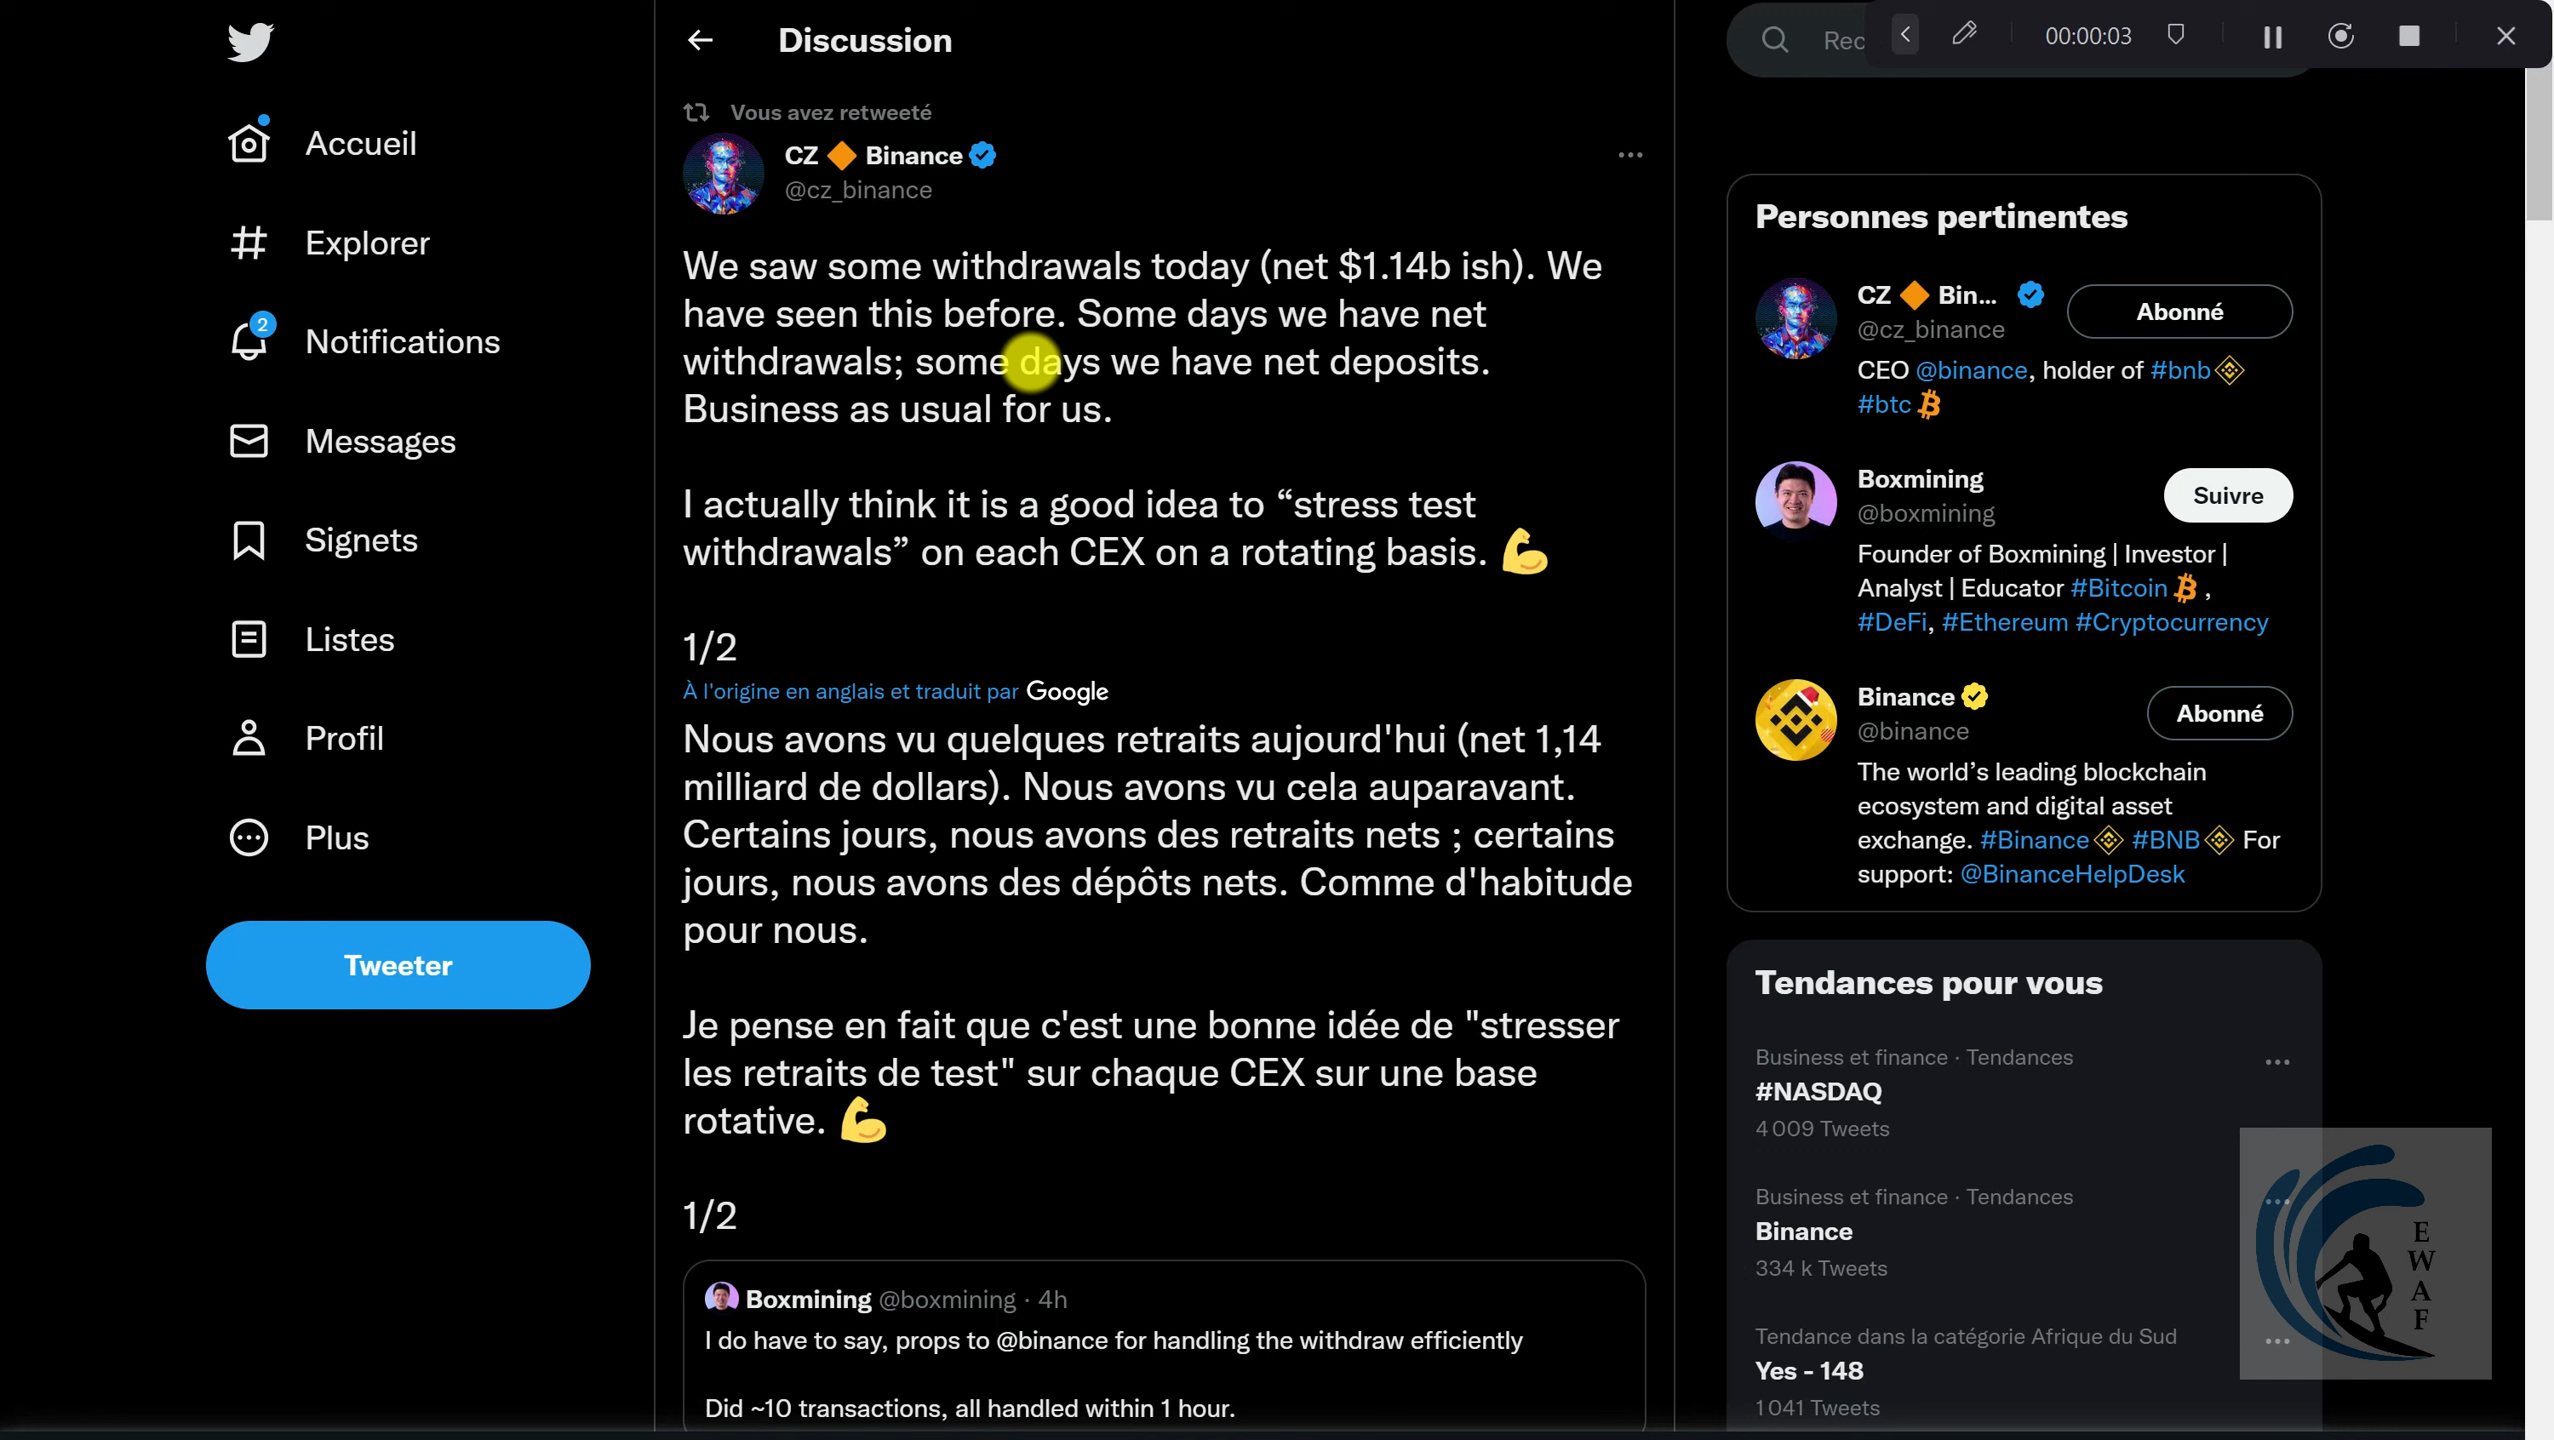 Discussion
Rec
00:00:03
Accueil
Explorer
2
Notifications
Messages
Signets
Listes
Profil
Plus
Tweeter
Vous avez retweeté
CZ 🔶 Binance
@cz_binance
We saw some withdrawals today (net $1.14b ish). We
have seen this before. Some days we have net
withdrawals; some days we have net deposits.
Business as usual for us.
I actually think it is a good idea to “stress test
withdrawals” on each CEX on a rotating basis. 💪
1/2
À l'origine en anglais et traduit par Google
Nous avons vu quelques retraits aujourd'hui (net 1,14
milliard de dollars). Nous avons vu cela auparavant.
Certains jours, nous avons des retraits nets ; certains
jours, nous avons des dépôts nets. Comme d'habitude
pour nous.
Je pense en fait que c'est une bonne idée de "stresser
les retraits de test" sur chaque CEX sur une base
rotative. 💪
1/2
Boxmining @boxmining · 4h
I do have to say, props to @binance for handling the withdraw efficiently
Did ~10 transactions, all handled within 1 hour.
Personnes pertinentes
CZ 🔶 Bin...
@cz_binance
Abonné
CEO @binance, holder of #bnb
#btc
Boxmining
@boxmining
Suivre
Founder of Boxmining | Investor |
Analyst | Educator #Bitcoin ,
#DeFi, #Ethereum #Cryptocurrency
Binance
@binance
Abonné
The world’s leading blockchain
ecosystem and digital asset
exchange. #Binance #BNB For
support: @BinanceHelpDesk
Tendances pour vous
Business et finance · Tendances
#NASDAQ
4 009 Tweets
Business et finance · Tendances
Binance
334 k Tweets
Tendance dans la catégorie Afrique du Sud
Yes - 148
1 041 Tweets
E
W
A
F